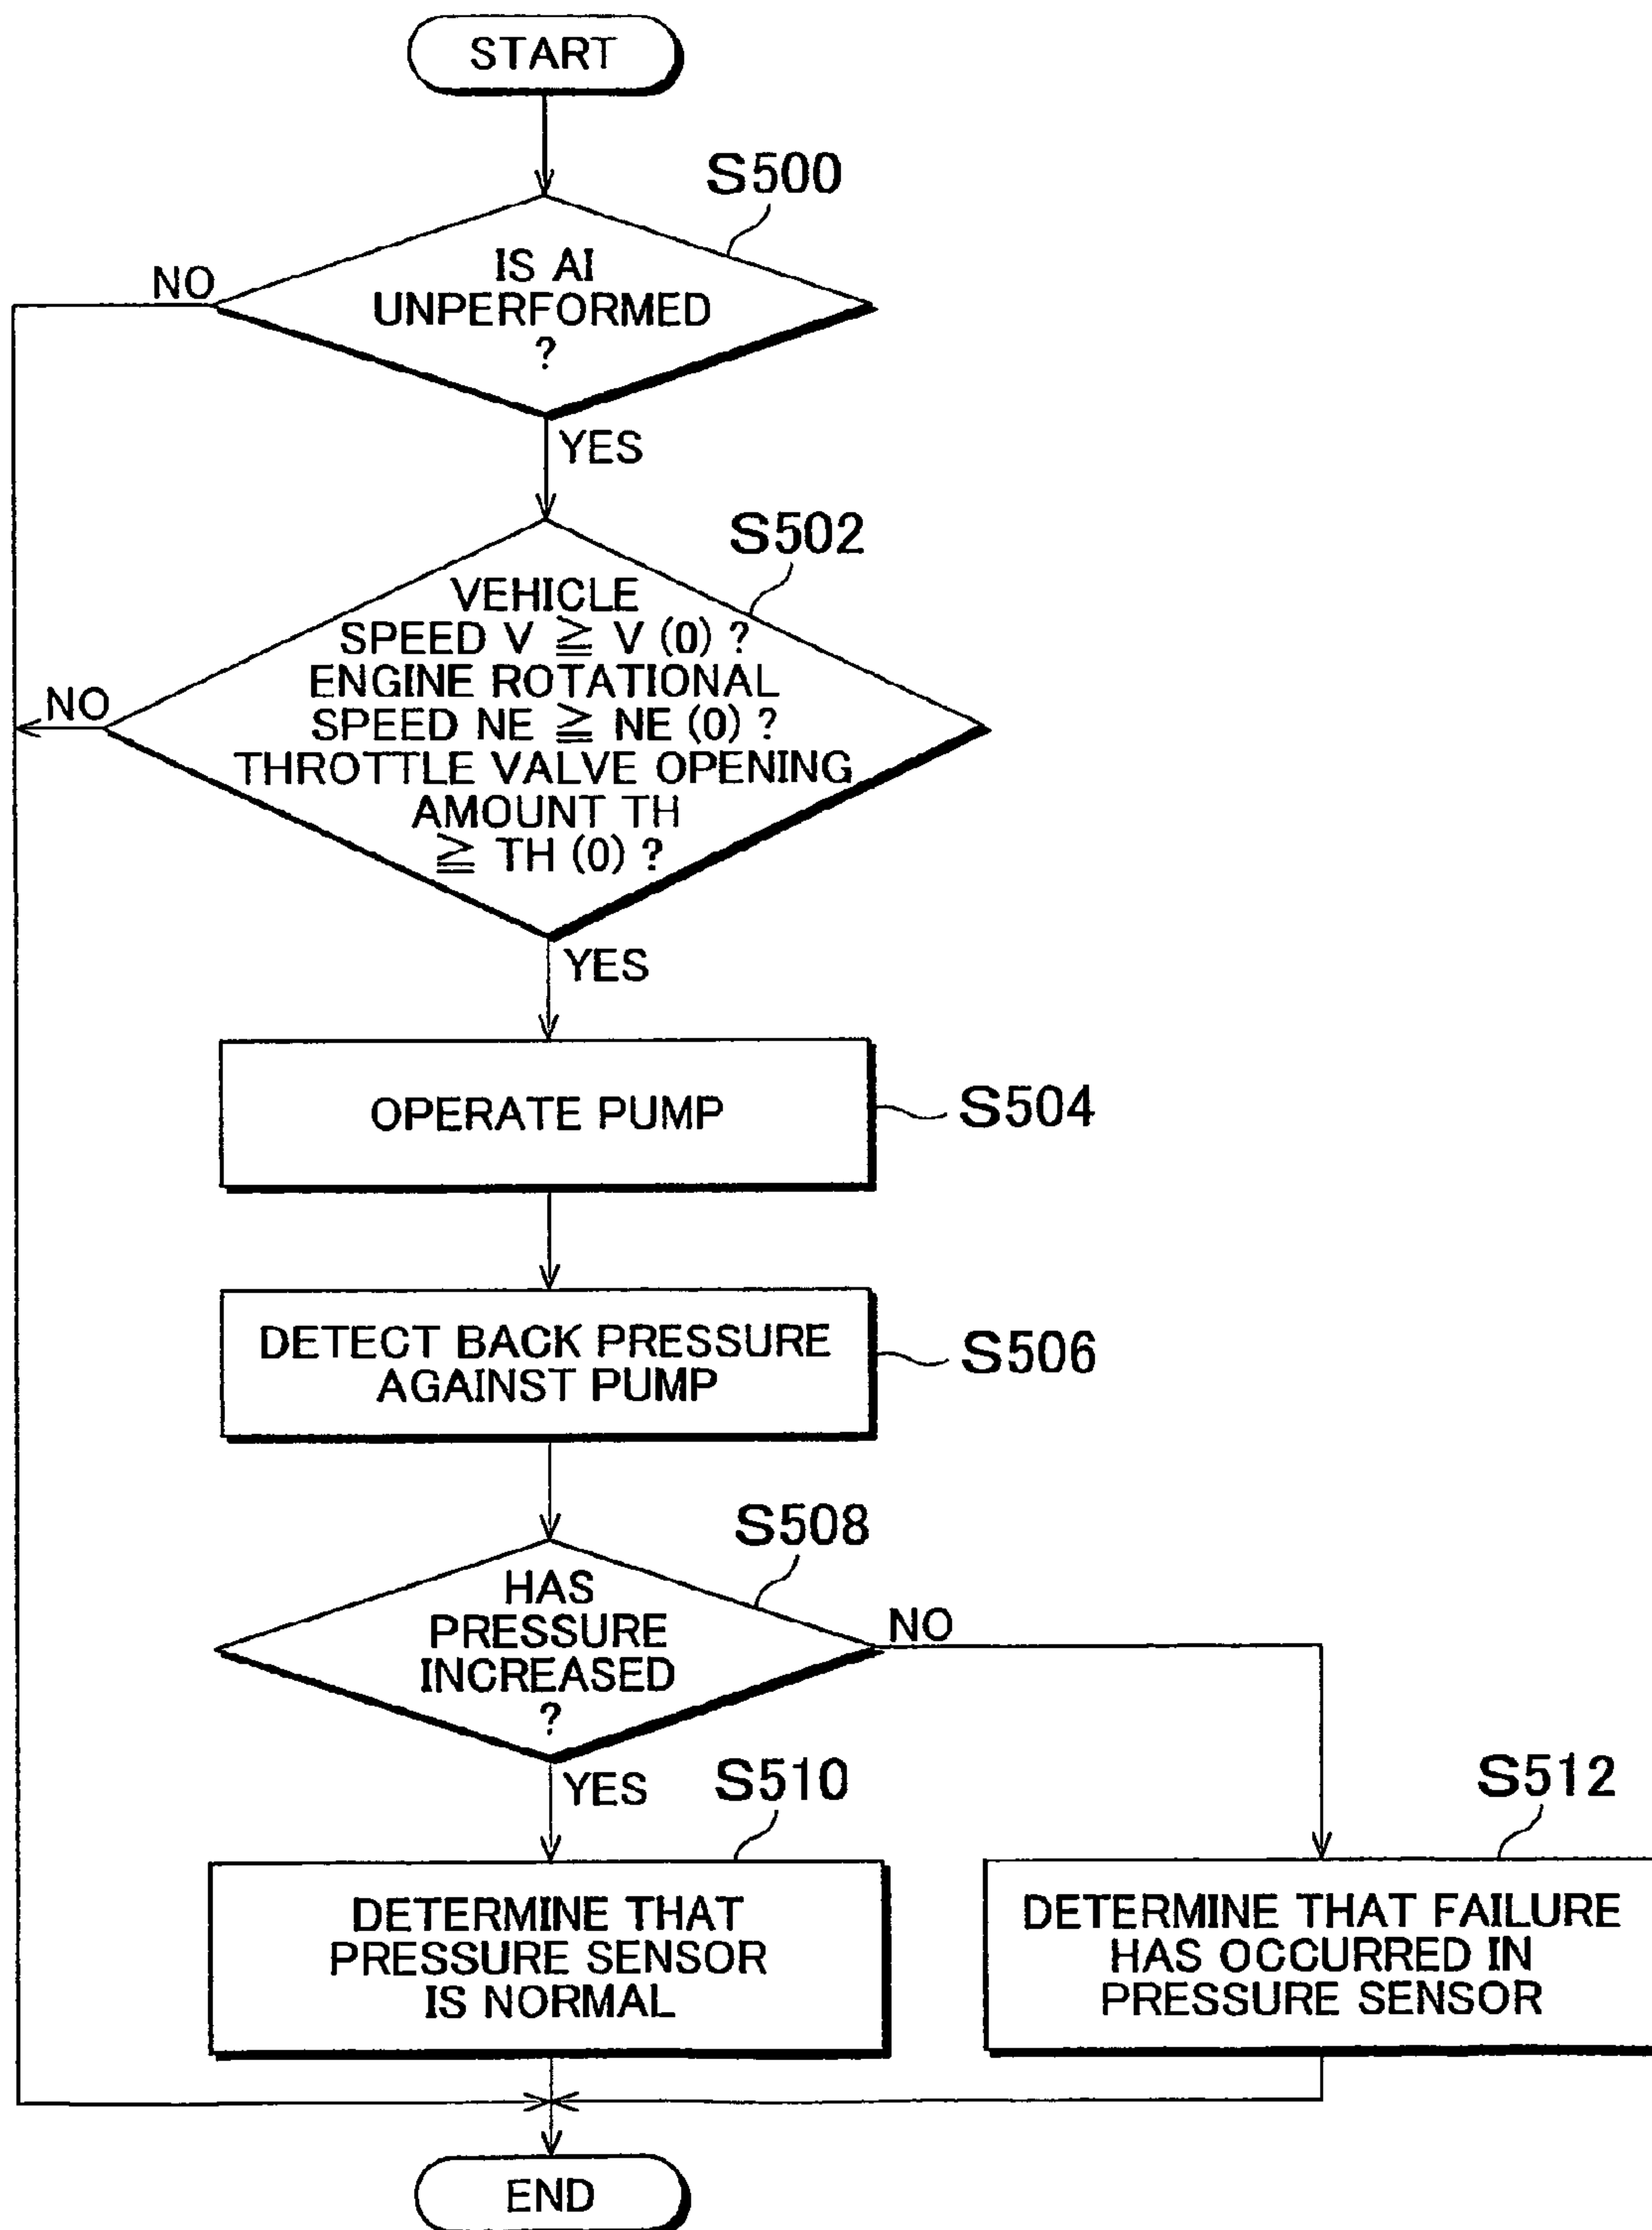 START
S500
IS AI
UNPERFORMED
?
NO
YES
S502
VEHICLE
SPEED V ≧ V (0) ?
ENGINE ROTATIONAL
SPEED NE ≧ NE (0) ?
THROTTLE VALVE OPENING
AMOUNT TH
≧ TH (0) ?
NO
YES
OPERATE PUMP
S504
DETECT BACK PRESSURE
AGAINST PUMP
S506
S508
HAS
PRESSURE
INCREASED
?
NO
YES
S510
DETERMINE THAT
PRESSURE SENSOR
IS NORMAL
S512
DETERMINE THAT FAILURE
HAS OCCURRED IN
PRESSURE SENSOR
END